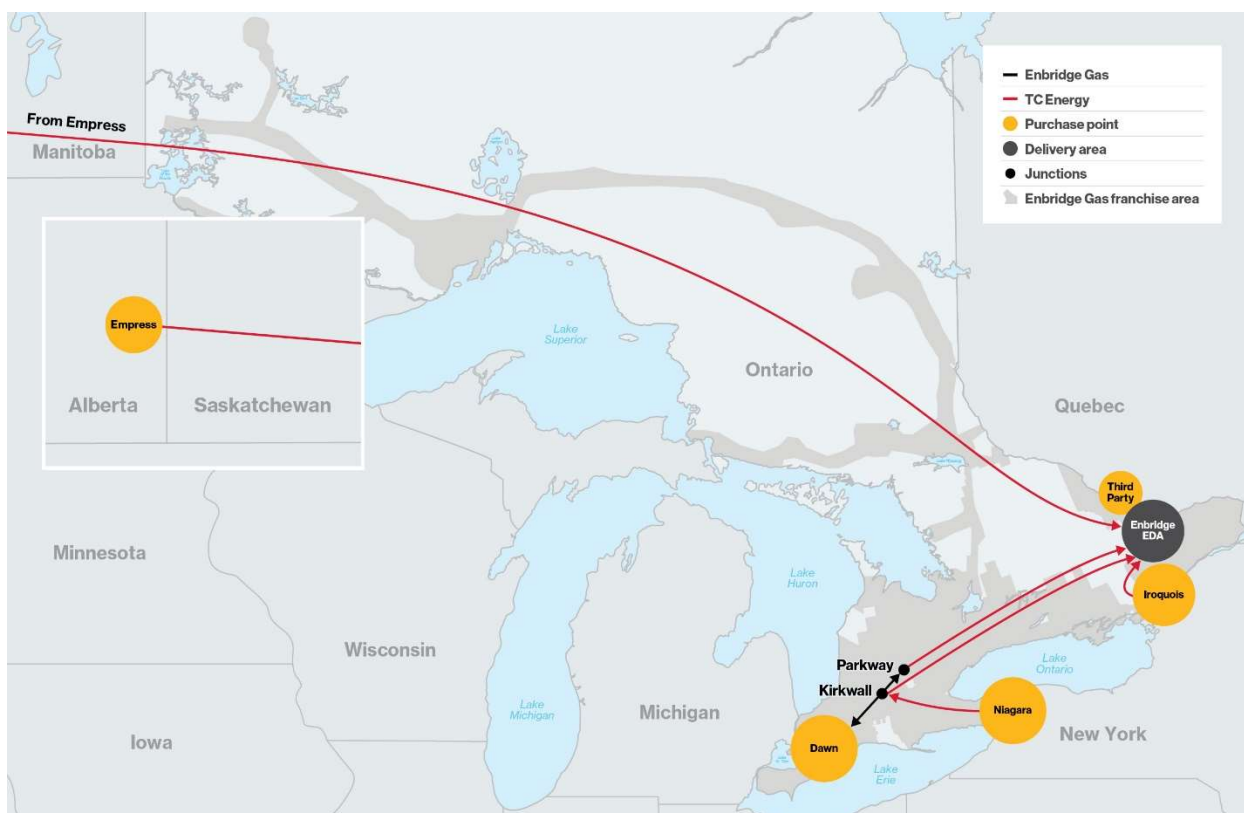 Enbridge Gas
TC Energy
Purchase point
Delivery area
Junctions
Enbridge Gas franchise area
From Empress
Manitoba
Empress
Alberta
Saskatchewan
Lake
Superior
Ontario
Quebec
Third
Party
Enbridge
EDA
Iroquois
Minnesota
Wisconsin
Lake
Huron
Lake
Michigan
Michigan
Parkway
Kirkwall
Lake
Ontario
Niagara
New York
Dawn
Lake
Erie
Iowa